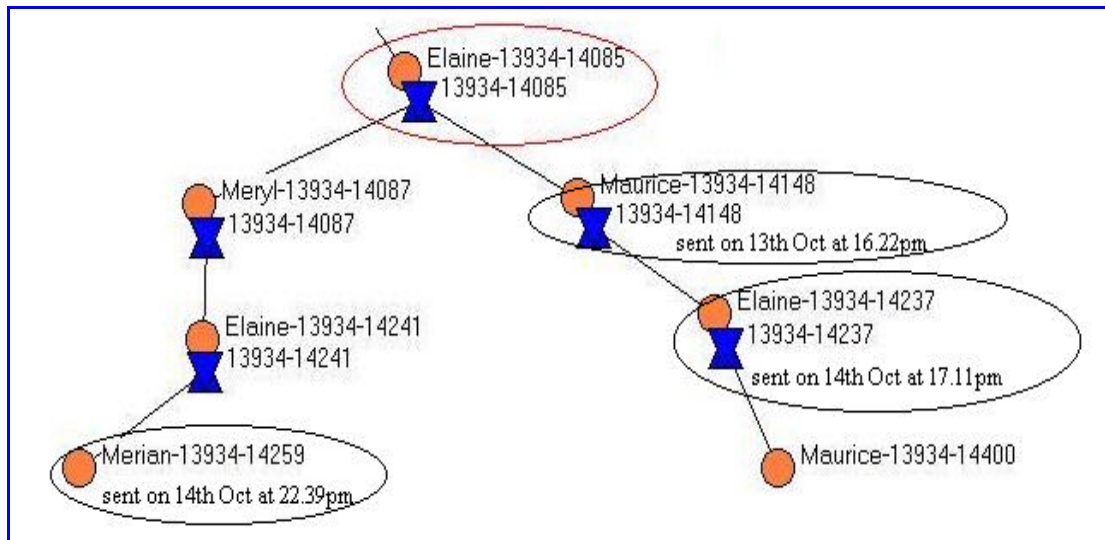 Elaine-13934-14085
13934-14085
Meryl-13934-14087
13934-14087
Maurice-13934-14148
13934-14148
sent on 13th Oct at 16.22pm
Elaine-13934-14241
13934-14241
Elaine-13934-14237
13934-14237
sent on 14th Oct at 17.11pm
Merian-13934-14259
sent on 14th Oct at 22.39pm
Maurice-13934-14400